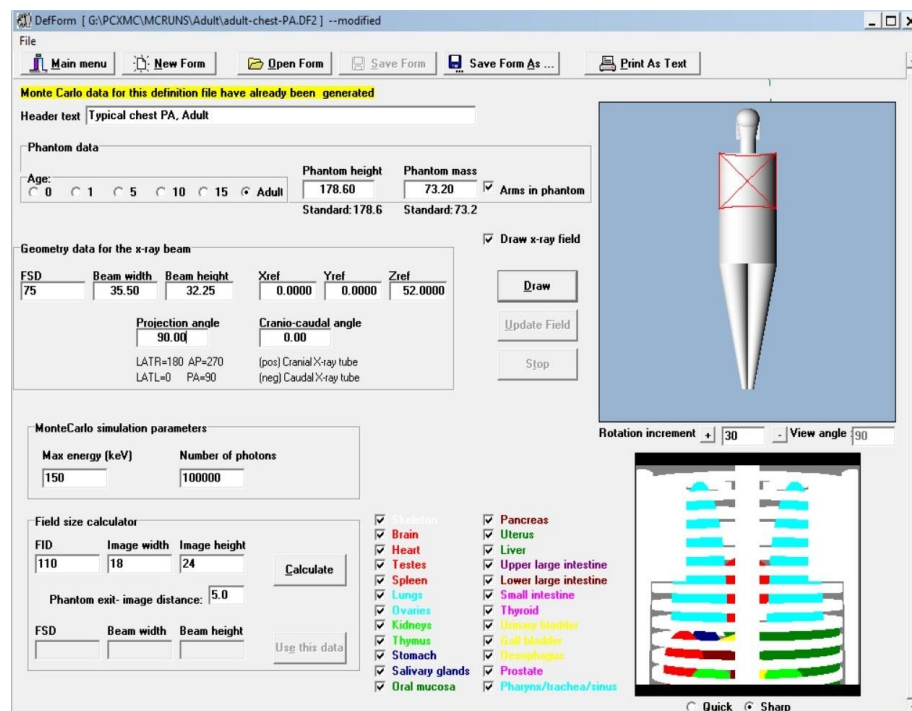 DefForm [ G:\PCXMC\MCRUNS\Adult\adult-chest-PA.DF2 ] --modified
File
Main menu New Form Open Form Save Form Save Form As ... Print As Text
Monte Carlo data for this definition file have already been generated
Header text Typical chest PA, Adult
Phantom data
Age:
0 1 5 10 15 Adult
Phantom height Phantom mass
178.60 73.20 Arms in phantom
Standard: 178.6 Standard: 73.2
Draw x-ray field
Geometry data for the x-ray beam
FSD Beam width Beam height Xref Yref Zref
75 35.50 32.25 0.0000 0.0000 52.0000
Draw
Projection angle Cranio-caudal angle
90.00 0.00
Update Field
LATR=180 AP=270 (pos) Cranial X-ray tube
LATL=0 PA=90 (neg) Caudal X-ray tube
Stop
MonteCarlo simulation parameters
Max energy (keV) Number of photons
150 100000
Rotation increment + 30 - View angle : 90
Field size calculator
FID Image width Image height
110 18 24
Calculate
Phantom exit- image distance: 5.0
FSD Beam width Beam height
Use this data
Skeleton
Brain
Heart
Testes
Spleen
Lungs
Ovaries
Kidneys
Thymus
Stomach
Salivary glands
Oral mucosa
Pancreas
Uterus
Liver
Upper large intestine
Lower large intestine
Small intestine
Thyroid
Urinary bladder
Gall bladder
Oesophagus
Prostate
Pharynx/trachea/sinus
Quick Sharp